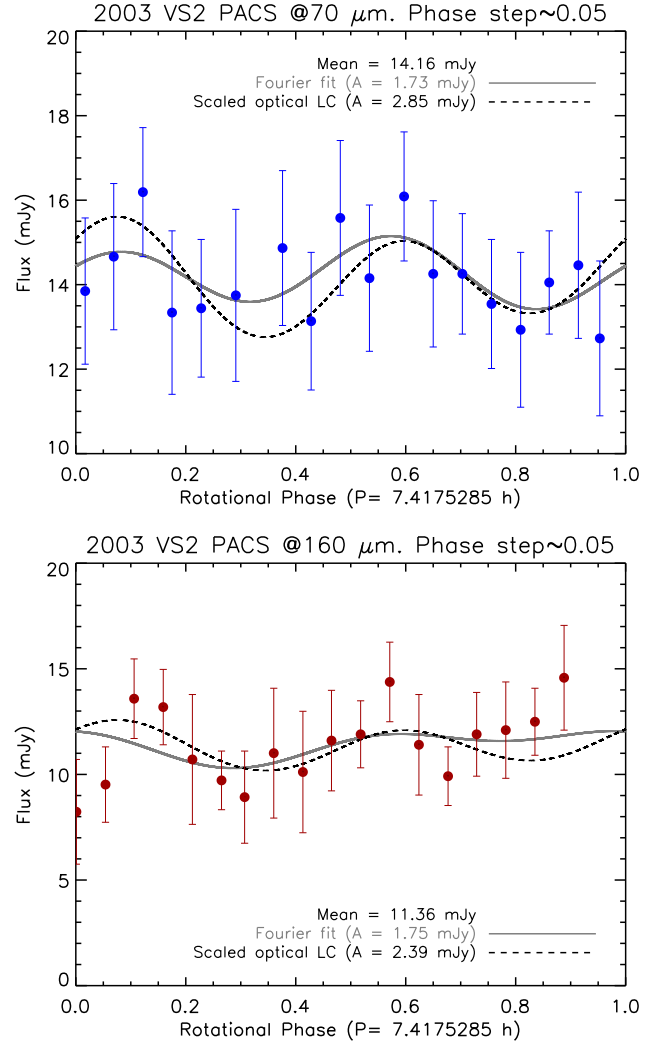 2003 VS2 PACS @70 μm. Phase step~0.05
20
Mean = 14.16 mJy
Fourier fit (A = 1.73 mJy)
Scaled optical LC (A = 2.85 mJy)
18
16
Flux (mJy)
14
12
10
0.0 0.2 0.4 0.6 0.8 1.0
Rotational Phase (P= 7.4175285 h)
2003 VS2 PACS @160 μm. Phase step~0.05
20
15
Flux (mJy)
10
5
Mean = 11.36 mJy
Fourier fit (A = 1.75 mJy)
Scaled optical LC (A = 2.39 mJy)
0
0.0 0.2 0.4 0.6 0.8 1.0
Rotational Phase (P= 7.4175285 h)